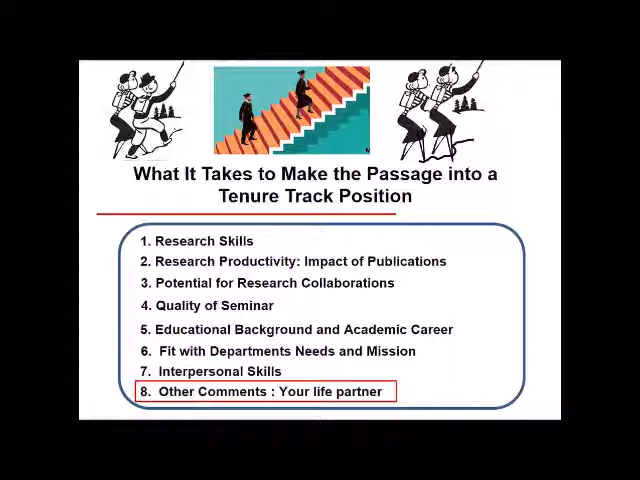 What It Takes to Make the Passage into a
Tenure Track Position
1. Research Skills
2. Research Productivity: Impact of Publications
3. Potential for Research Collaborations
4. Quality of Seminar
5. Educational Background and Academic Career
6. Fit with Departments Needs and Mission
7. Interpersonal Skills
8. Other Comments : Your life partner